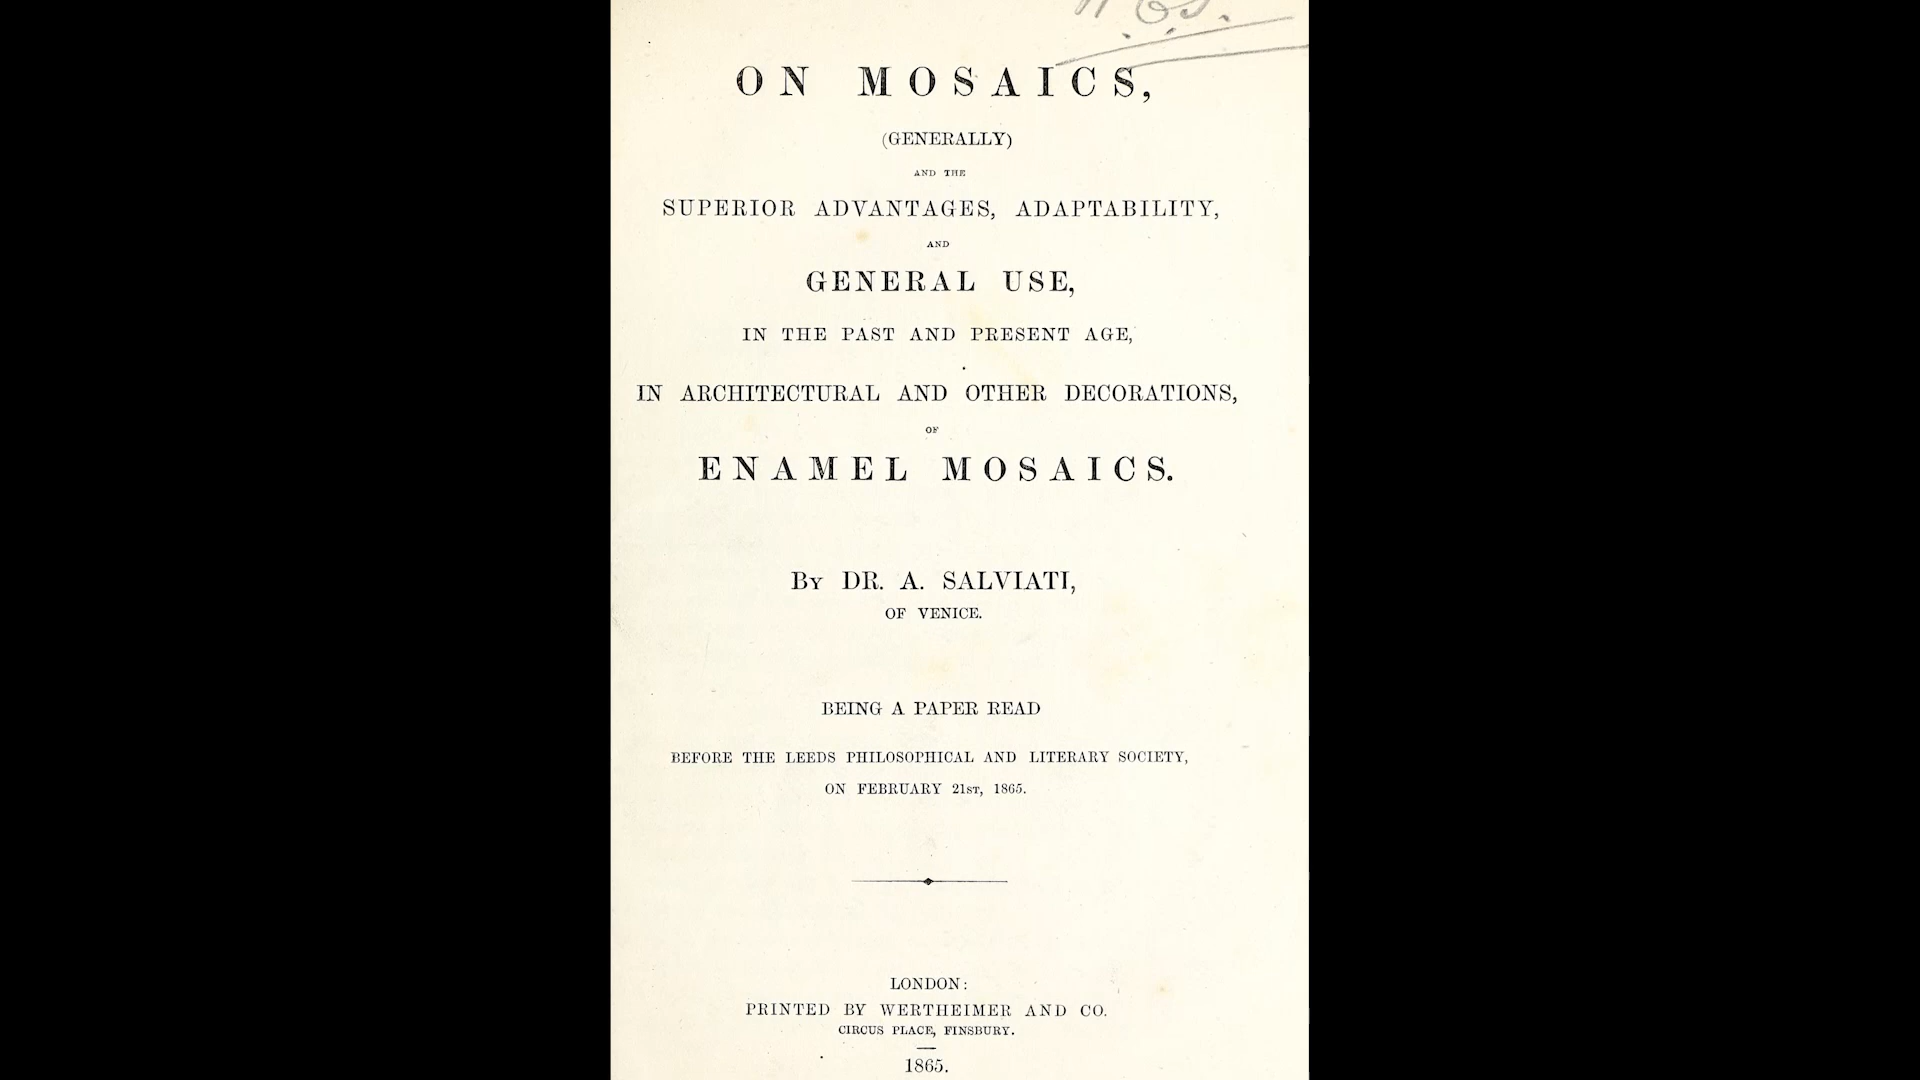 ON MOSAICS,
(GENERALLY)
AND THE
SUPERIOR ADVANTAGES, ADAPTABILITY,
AND
GENERAL USE,
IN THE PAST AND PRESENT AGE,
IN ARCHITECTURAL AND OTHER DECORATIONS,
OF
ENAMEL MOSAICS.
By DR. A. SALVIATI,
OF VENICE.
BEING A PAPER READ
BEFORE THE LEEDS PHILOSOPHICAL AND LITERARY SOCIETY,
ON FEBRUARY 21ST, 1865.
LONDON:
PRINTED BY WERTHEIMER AND CO.
CIRCUS PLACE, FINSBURY.
1865.